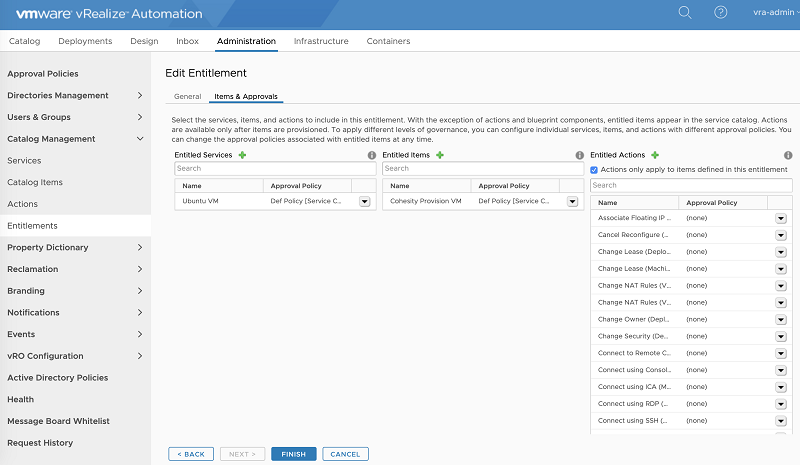 vmware vRealize™ Automation
vra-admin
Catalog Deployments Design Inbox Administration Infrastructure Containers
Approval Policies
Directories Management
Users & Groups
Catalog Management
Services
Catalog Items
Actions
Entitlements
Property Dictionary
Reclamation
Branding
Notifications
Events
vRO Configuration
Active Directory Policies
Health
Message Board Whitelist
Request History
Edit Entitlement
General Items & Approvals
Select the services, items, and actions to include in this entitlement. With the exception of actions and blueprint components, entitled items appear in the service catalog. Actions
are available only after items are provisioned. To apply different levels of governance, you can configure individual services, items, and actions with different approval policies. You
can change the approval policies associated with entitled items at any time.
Entitled Services
Search
Name Approval Policy
Ubuntu VM Def Policy [Service C...
Entitled Items
Search
Name Approval Policy
Cohesity Provision VM Def Policy [Service C...
Entitled Actions
Actions only apply to items defined in this entitlement
Search
Name Approval Policy
Associate Floating IP ... (none)
Cancel Reconfigure (... (none)
Change Lease (Deplo... (none)
Change Lease (Machi... (none)
Change NAT Rules (V... (none)
Change NAT Rules (V... (none)
Change Owner (Depl... (none)
Change Security (De... (none)
Connect to Remote C... (none)
Connect using Consol... (none)
Connect using ICA (M... (none)
Connect using RDP (... (none)
Connect using SSH (... (none)
< BACK NEXT > FINISH CANCEL